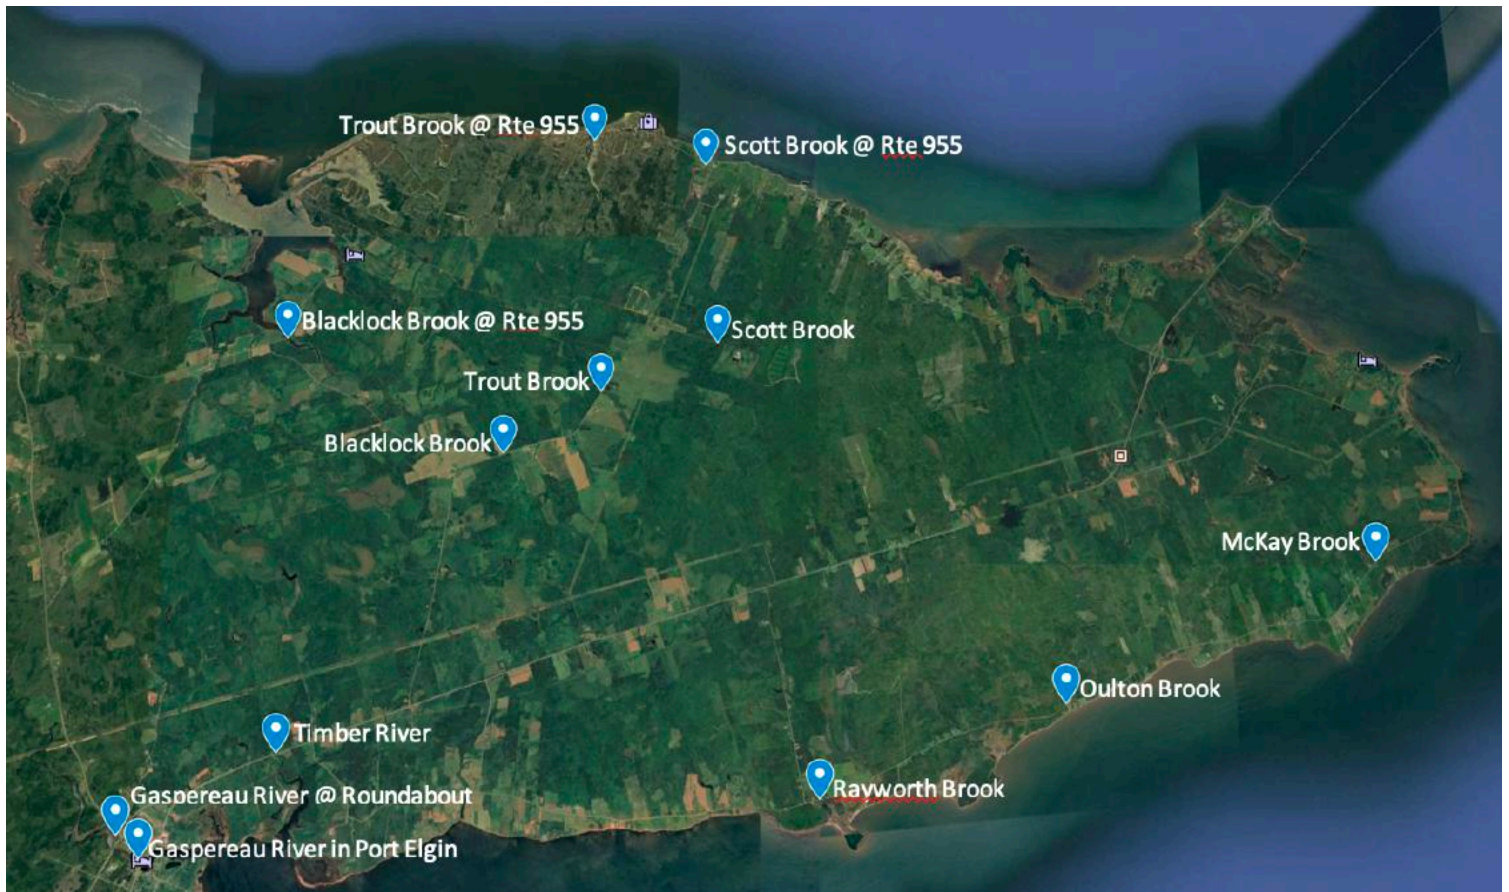 Trout Brook @ Rte 955
Scott Brook @ Rte 955
Blacklock Brook @ Rte 955
Scott Brook
Trout Brook
Blacklock Brook
McKay Brook
Oulton Brook
Timber River
Rayworth Brook
Gaspereau River @ Roundabout
Gaspereau River in Port Elgin